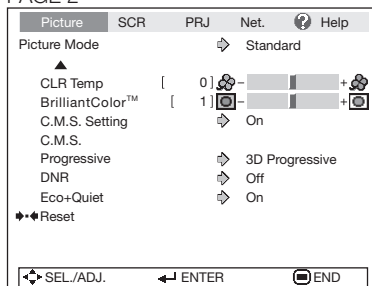 PAGE 2
Picture SCR PRJ Net. ? Help
Picture Mode Standard
CLR Temp [ 0] - +
BrilliantColor™ [ 1] - +
C.M.S. Setting On
C.M.S.
Progressive 3D Progressive
DNR Off
Eco+Quiet On
Reset
SEL./ADJ. ENTER END